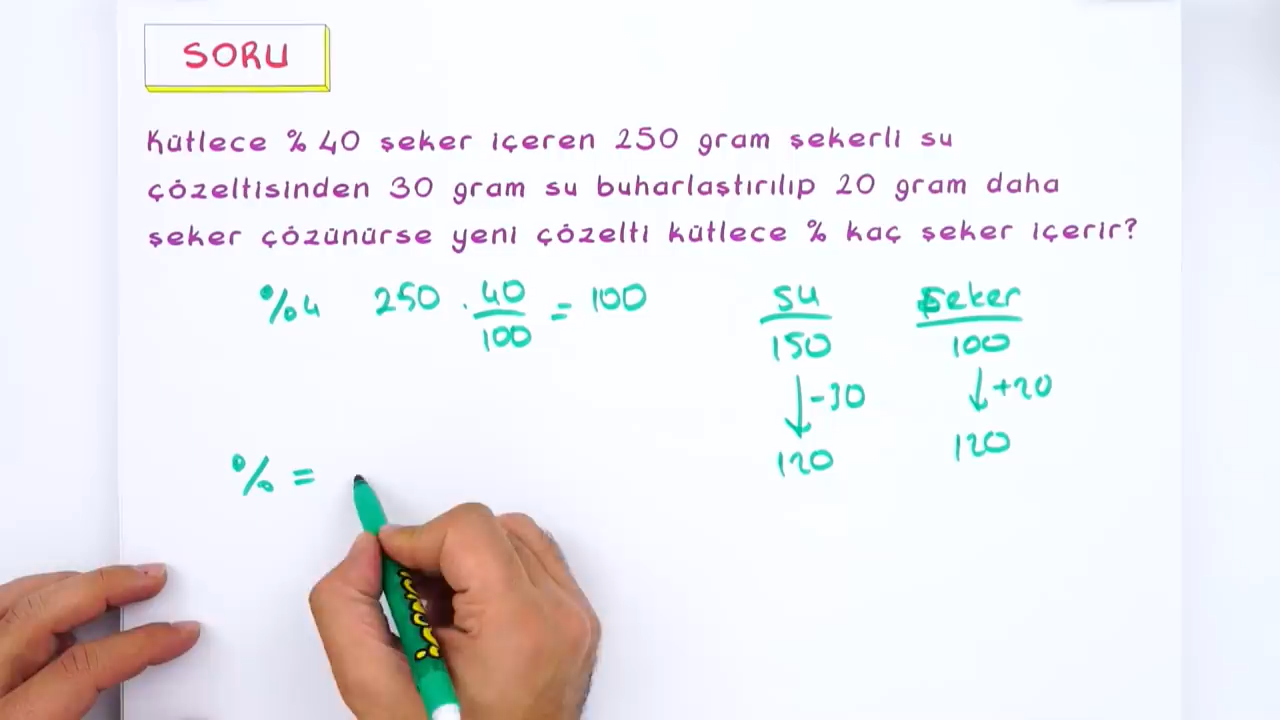 SORU
Kütlece % 40 şeker içeren 250 gram şekerli su
çözeltisinden 30 gram su buharlaştırılıp 20 gram daha
şeker çözünürse yeni çözelti kütlece % kaç şeker içerir?
%4 250 . 40/100 = 100
su şeker
150 100
↓-30 ↓+20
120 120
% =